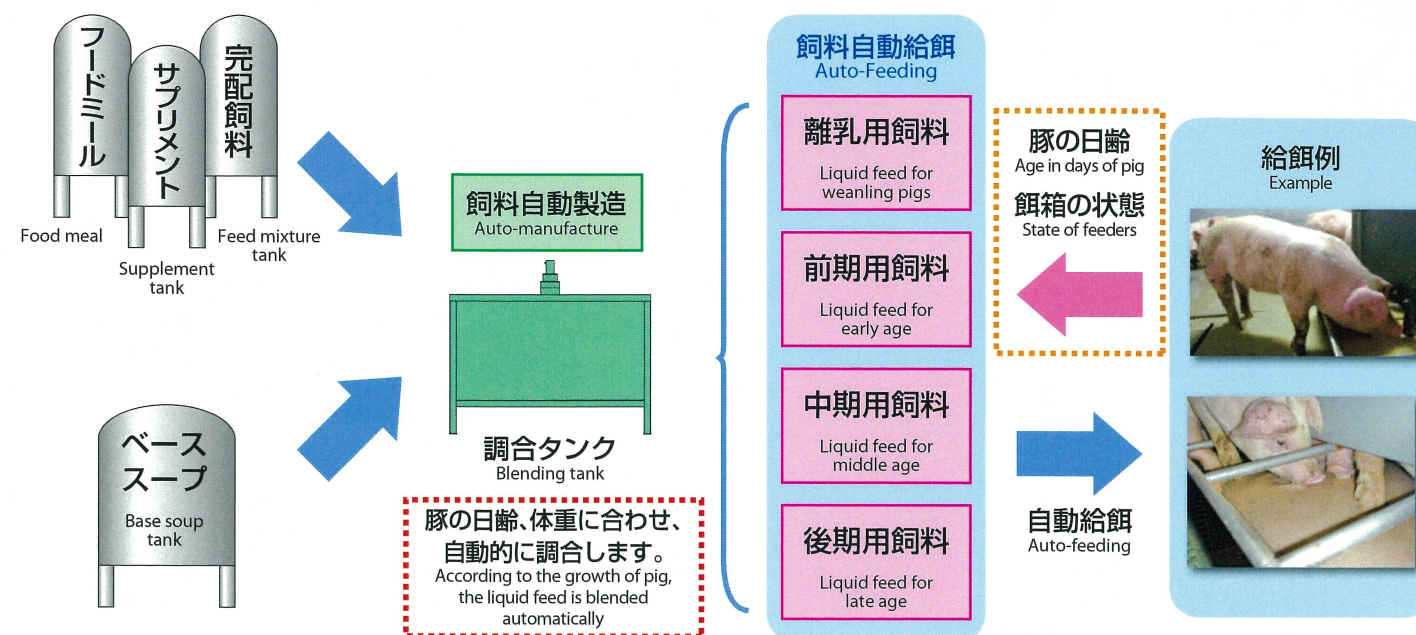 フードミール
サプリメント
完配飼料
Food meal
Supplement
tank
Feed mixture
tank
ベース
スープ
Base soup
tank
飼料自動製造
Auto-manufacture
調合タンク
Blending tank
豚の日齢、体重に合わせ、
自動的に調合します。
According to the growth of pig,
the liquid feed is blended
automatically
飼料自動給餌
Auto-Feeding
離乳用飼料
Liquid feed for
weanling pigs
前期用飼料
Liquid feed for
early age
中期用飼料
Liquid feed for
middle age
後期用飼料
Liquid feed for
late age
豚の日齢
Age in days of pig
餌箱の状態
State of feeders
自動給餌
Auto-feeding
給餌例
Example